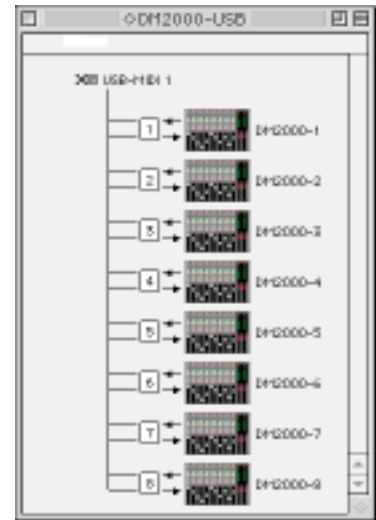 ◇DM2000-USB
USB-MIDI 1
1 DM2000-1
2 DM2000-2
3 DM2000-3
4 DM2000-4
5 DM2000-5
6 DM2000-6
7 DM2000-7
8 DM2000-8